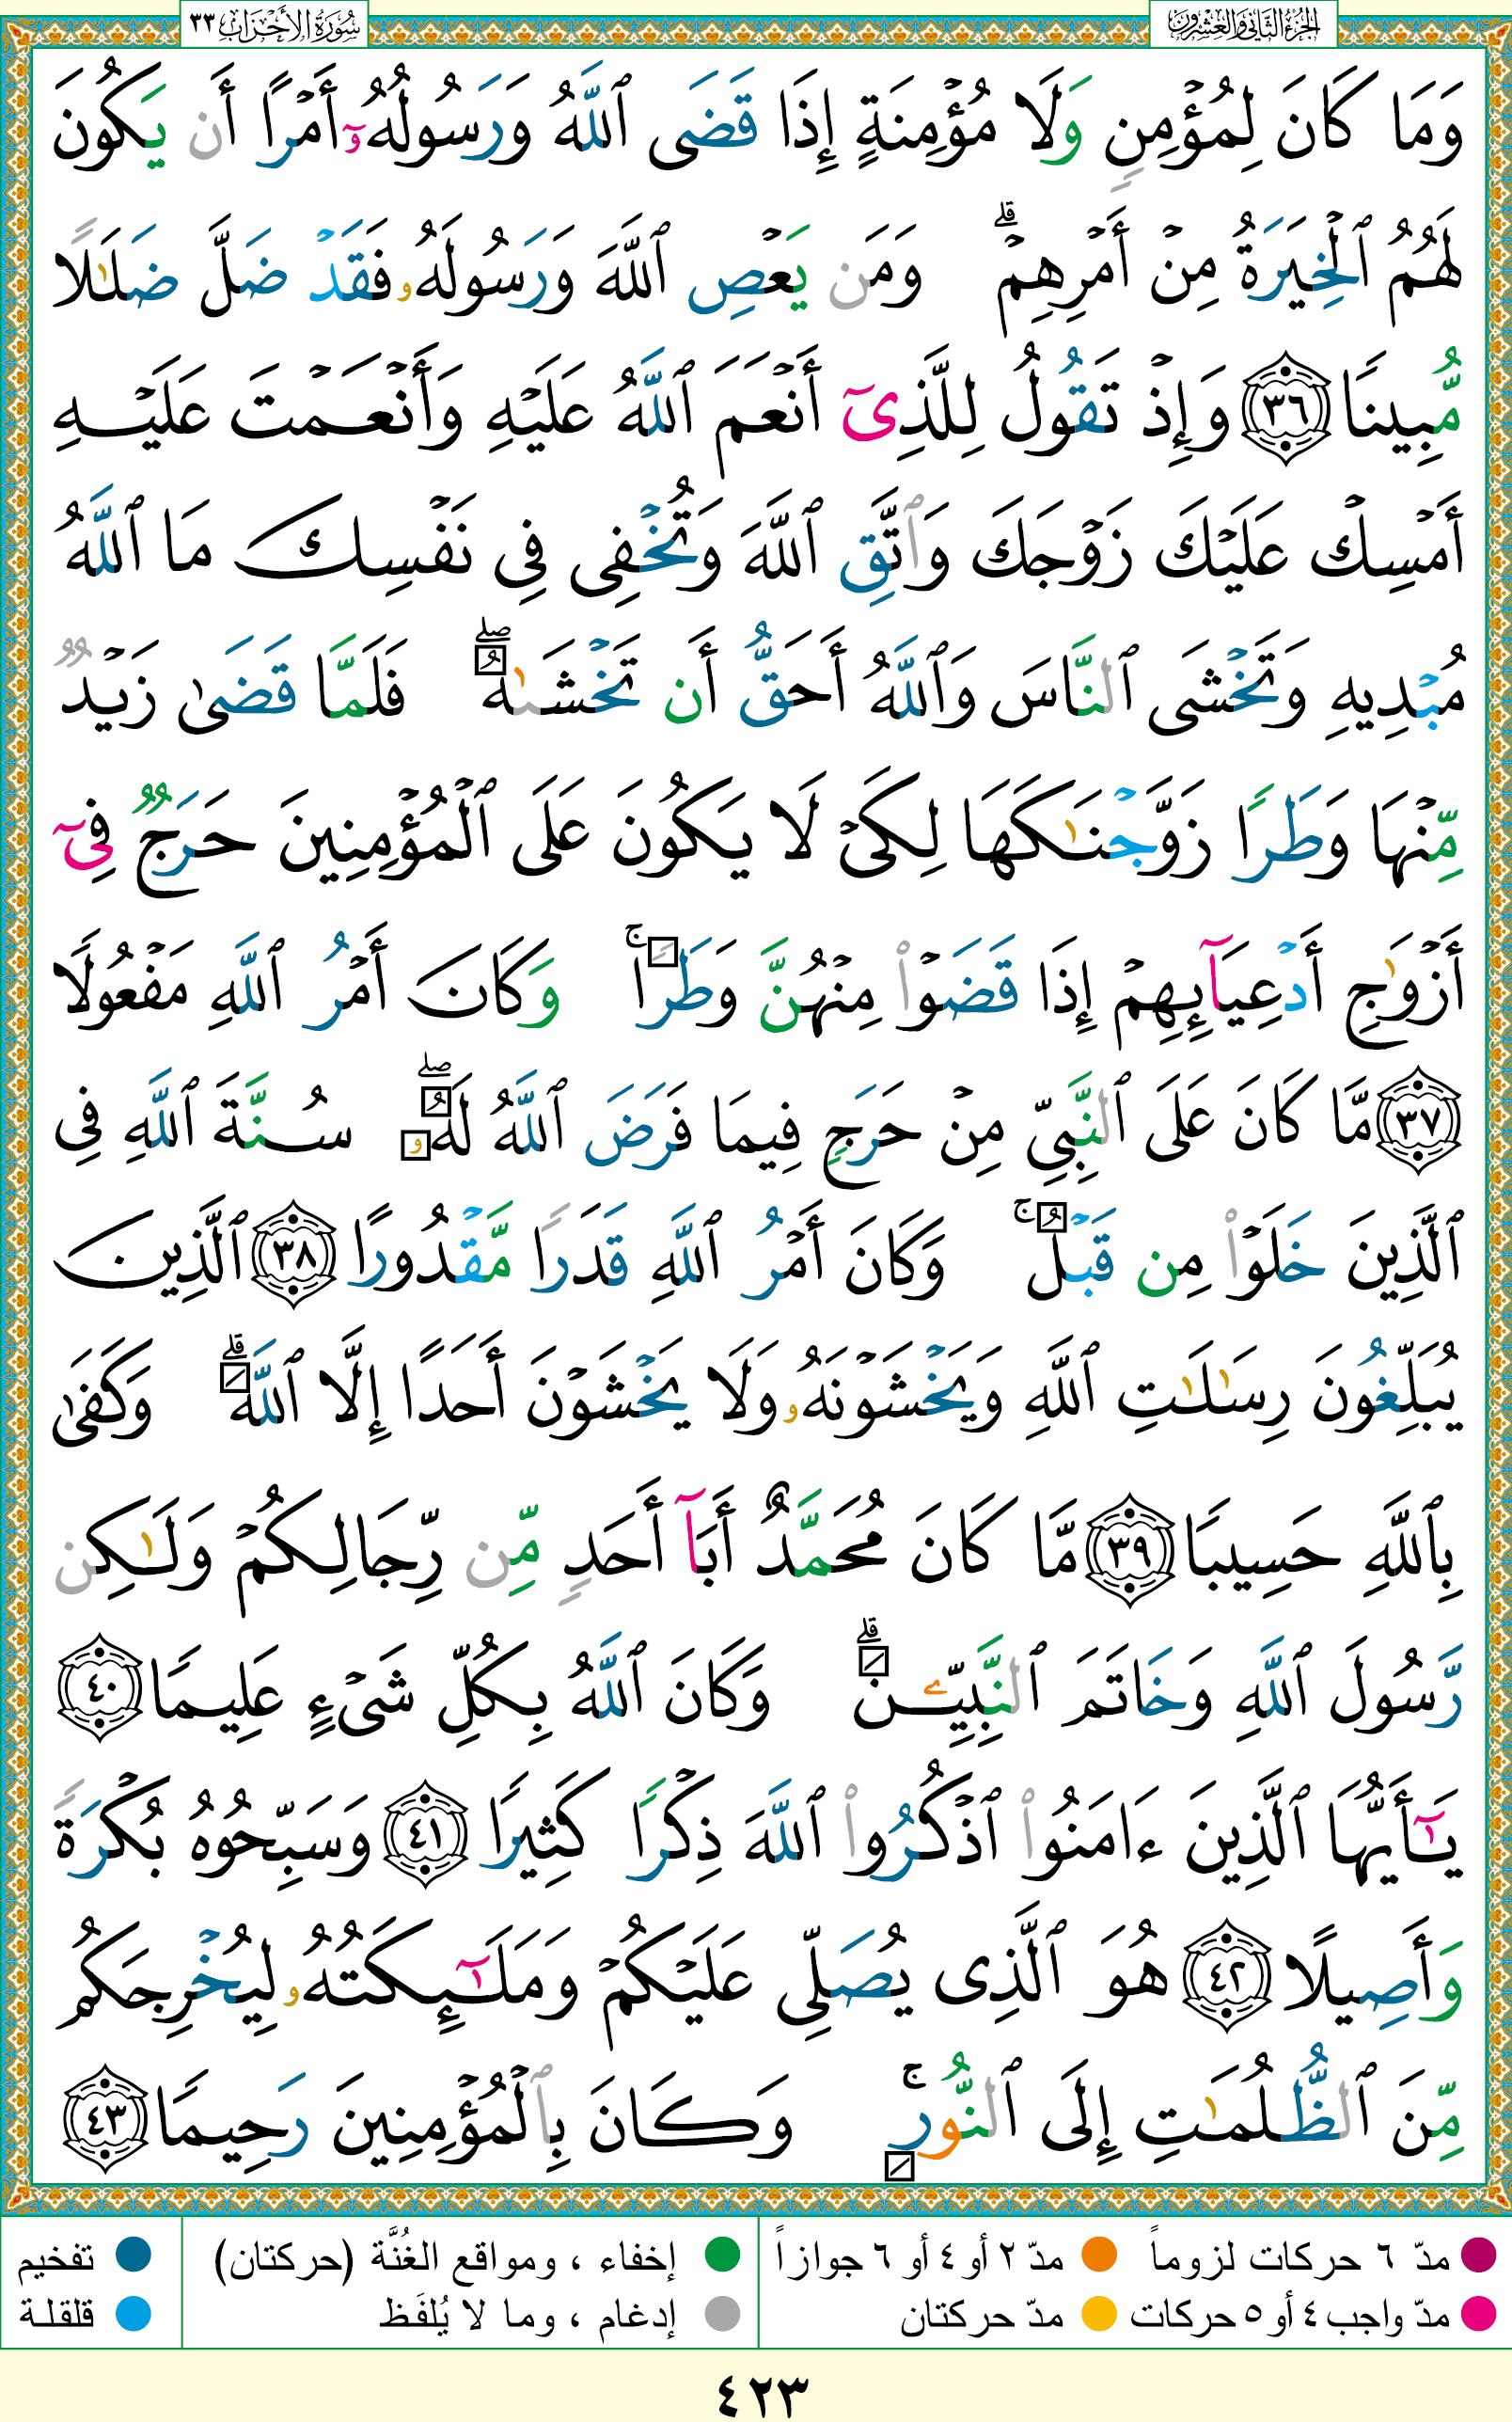 الجزء الثاني والعشرون
سورة الأحزاب ٣٣
وَمَا كَانَ لِمُؤْمِنٍ وَلَا مُؤْمِنَةٍ إِذَا قَضَى ٱللَّهُ وَرَسُولُهُۥٓ أَمْرًا أَن يَكُونَ
لَهُمُ ٱلْخِيَرَةُ مِنْ أَمْرِهِمْ ۗ وَمَن يَعْصِ ٱللَّهَ وَرَسُولَهُۥ فَقَدْ ضَلَّ ضَلَٰلًا
مُّبِينًا ٣٦ وَإِذْ تَقُولُ لِلَّذِىٓ أَنْعَمَ ٱللَّهُ عَلَيْهِ وَأَنْعَمْتَ عَلَيْهِ
أَمْسِكْ عَلَيْكَ زَوْجَكَ وَٱتَّقِ ٱللَّهَ وَتُخْفِى فِى نَفْسِكَ مَا ٱللَّهُ
مُبْدِيهِ وَتَخْشَى ٱلنَّاسَ وَٱللَّهُ أَحَقُّ أَن تَخْشَىٰهُ ۖ فَلَمَّا قَضَىٰ زَيْدٌ
مِّنْهَا وَطَرًا زَوَّجْنَٰكَهَا لِكَىْ لَا يَكُونَ عَلَى ٱلْمُؤْمِنِينَ حَرَجٌ فِىٓ
أَزْوَٰجِ أَدْعِيَآئِهِمْ إِذَا قَضَوْا۟ مِنْهُنَّ وَطَرًا ۚ وَكَانَ أَمْرُ ٱللَّهِ مَفْعُولًا
٣٧ مَّا كَانَ عَلَى ٱلنَّبِىِّ مِنْ حَرَجٍ فِيمَا فَرَضَ ٱللَّهُ لَهُۥ ۖ سُنَّةَ ٱللَّهِ فِى
ٱلَّذِينَ خَلَوْا۟ مِن قَبْلُ ۚ وَكَانَ أَمْرُ ٱللَّهِ قَدَرًا مَّقْدُورًا ٣٨ ٱلَّذِينَ
يُبَلِّغُونَ رِسَٰلَٰتِ ٱللَّهِ وَيَخْشَوْنَهُۥ وَلَا يَخْشَوْنَ أَحَدًا إِلَّا ٱللَّهَ ۗ وَكَفَىٰ
بِٱللَّهِ حَسِيبًا ٣٩ مَّا كَانَ مُحَمَّدٌ أَبَآ أَحَدٍ مِّن رِّجَالِكُمْ وَلَٰكِن
رَّسُولَ ٱللَّهِ وَخَاتَمَ ٱلنَّبِيِّـۧنَ ۗ وَكَانَ ٱللَّهُ بِكُلِّ شَىْءٍ عَلِيمًا ٤٠
يَٰٓأَيُّهَا ٱلَّذِينَ ءَامَنُوا۟ ٱذْكُرُوا۟ ٱللَّهَ ذِكْرًا كَثِيرًا ٤١ وَسَبِّحُوهُ بُكْرَةً
وَأَصِيلًا ٤٢ هُوَ ٱلَّذِى يُصَلِّى عَلَيْكُمْ وَمَلَٰٓئِكَتُهُۥ لِيُخْرِجَكُم
مِّنَ ٱلظُّلُمَٰتِ إِلَى ٱلنُّورِ ۚ وَكَانَ بِٱلْمُؤْمِنِينَ رَحِيمًا ٤٣
مدّ ٦ حركات لزوماً مدّ ٢ أو ٤ أو ٦ جوازاً إخفاء ، ومواقع الغُنَّة (حركتان) تفخيم
مدّ واجب ٤ أو ٥ حركات مدّ حركتان إدغام ، وما لا يُلفَظ قلقلة
٤٢٣